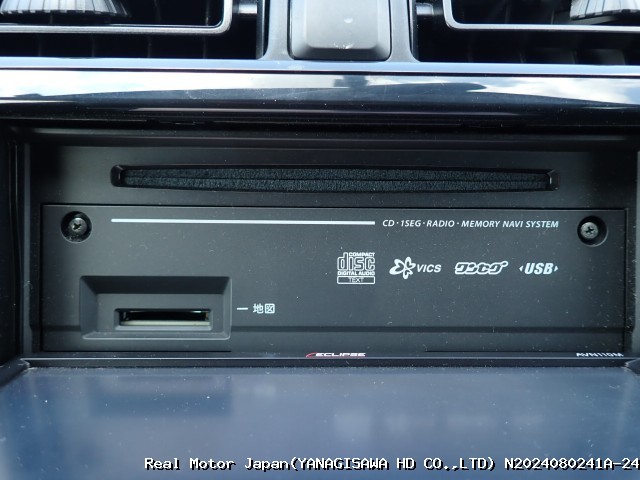 CD · 1SEG · RADIO · MEMORY NAVI SYSTEM
COMPACT
disc
DIGITAL AUDIO
TEXT
VICS
ワンセグ
USB
地図
ECLIPSE
AVN110M
Real Motor Japan(YANAGISAWA HD CO.,LTD) N2024080241A-24